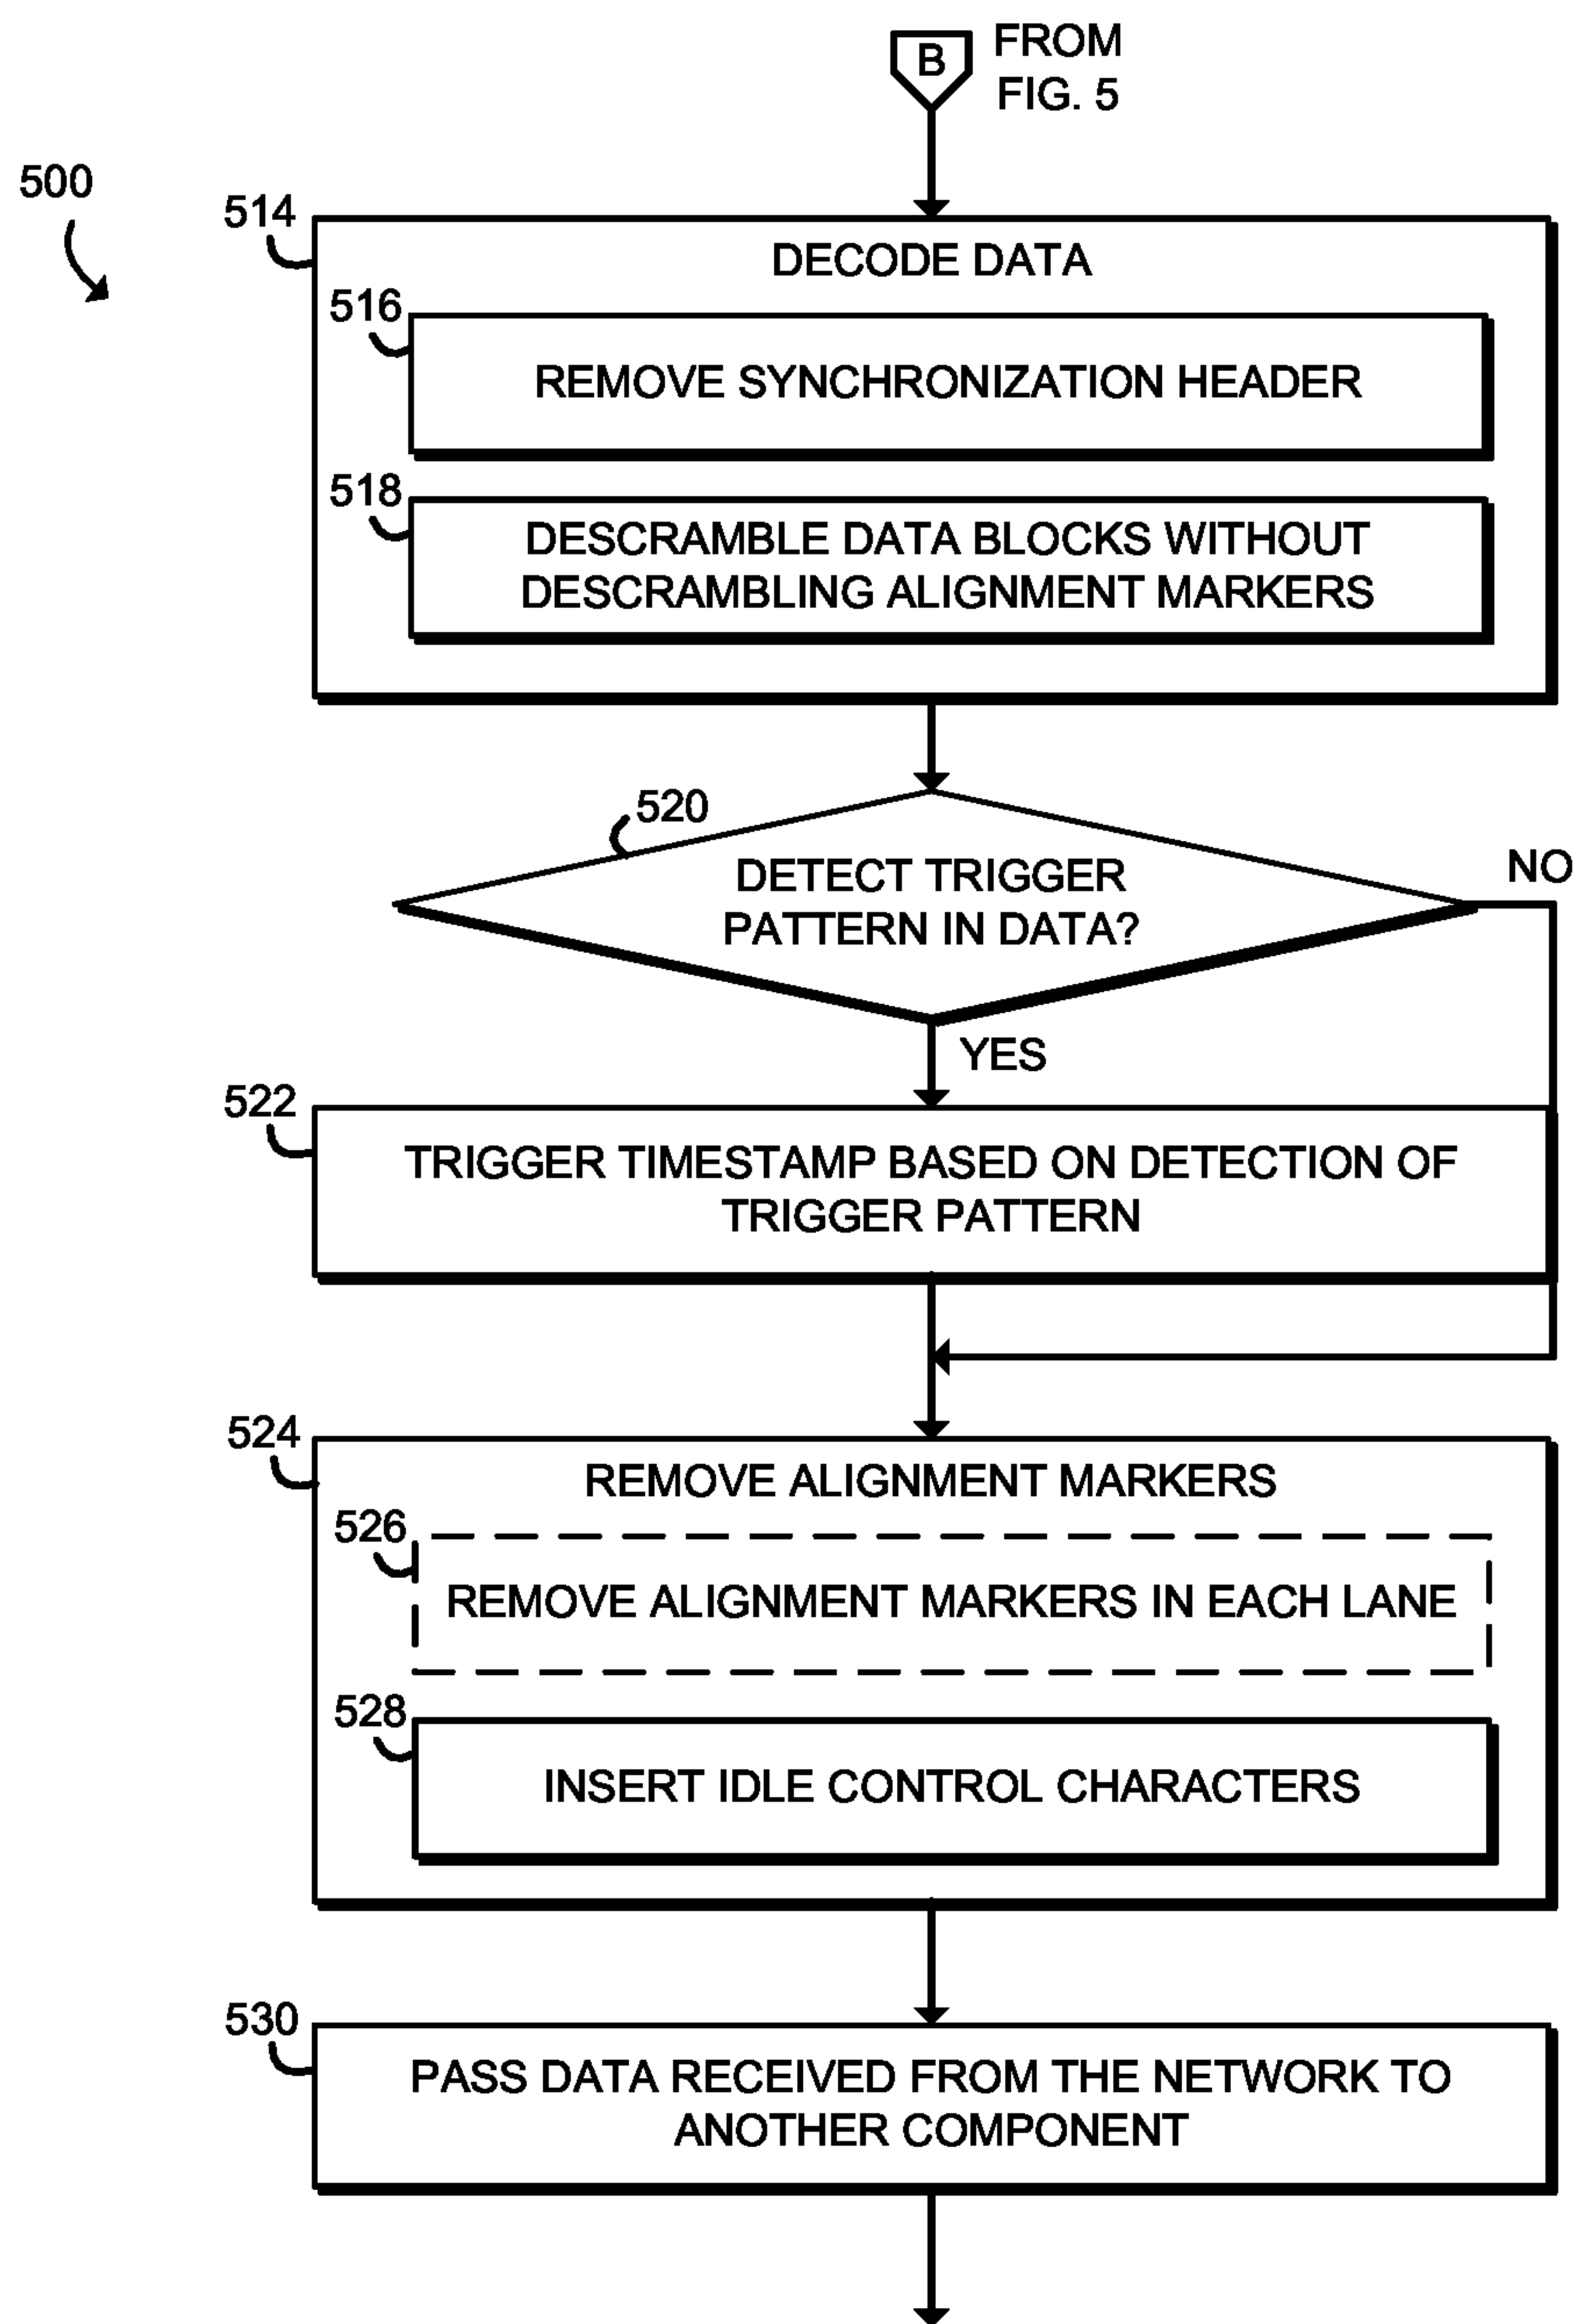 B
FROM
FIG. 5
500
514
DECODE DATA
516
REMOVE SYNCHRONIZATION HEADER
518
DESCRAMBLE DATA BLOCKS WITHOUT
DESCRAMBLING ALIGNMENT MARKERS
520
DETECT TRIGGER
PATTERN IN DATA?
NO
YES
522
TRIGGER TIMESTAMP BASED ON DETECTION OF
TRIGGER PATTERN
524
REMOVE ALIGNMENT MARKERS
526
REMOVE ALIGNMENT MARKERS IN EACH LANE
528
INSERT IDLE CONTROL CHARACTERS
530
PASS DATA RECEIVED FROM THE NETWORK TO
ANOTHER COMPONENT